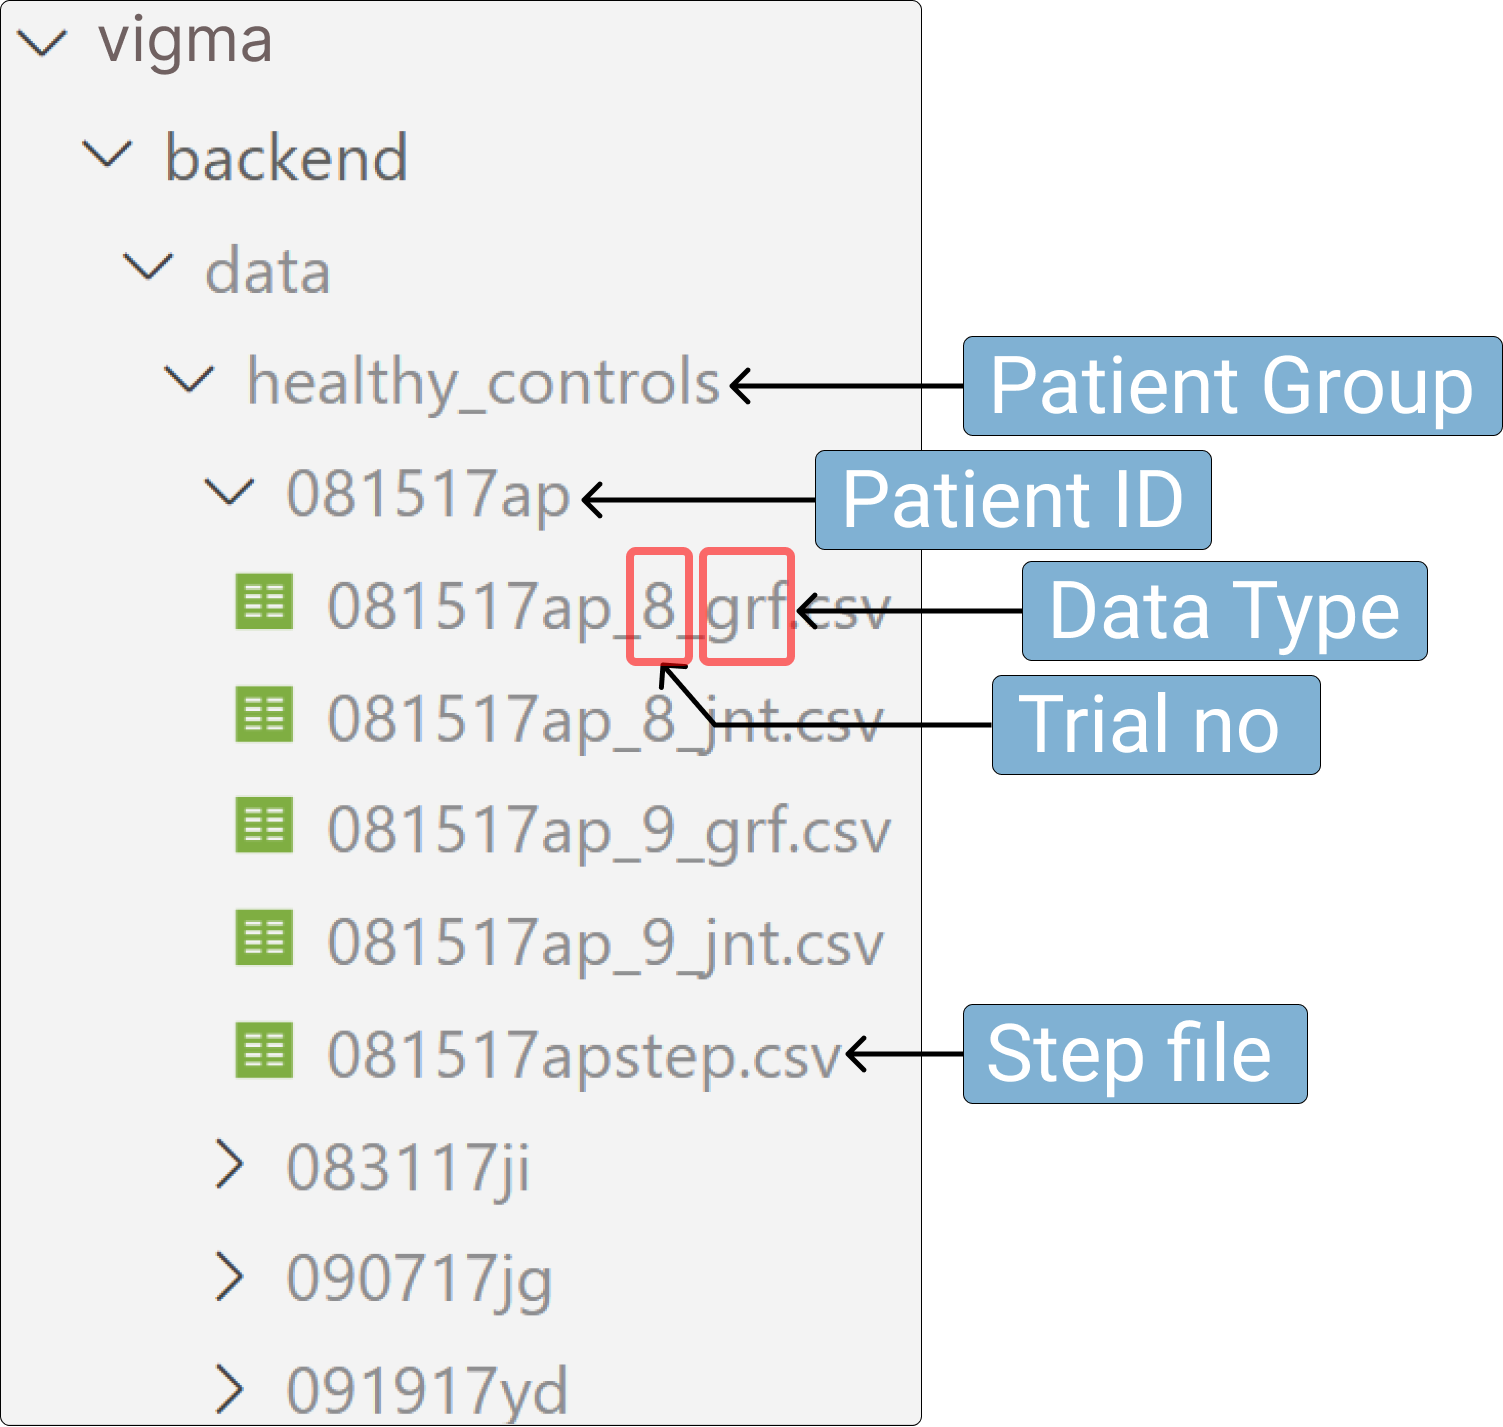 vigma
backend
data
healthy_controls
Patient Group
081517ap
Patient ID
081517ap_8_grf.csv
Data Type
081517ap_8_jnt.csv
Trial no
081517ap_9_grf.csv
081517ap_9_jnt.csv
081517apstep.csv
Step file
083117ji
090717jg
091917yd